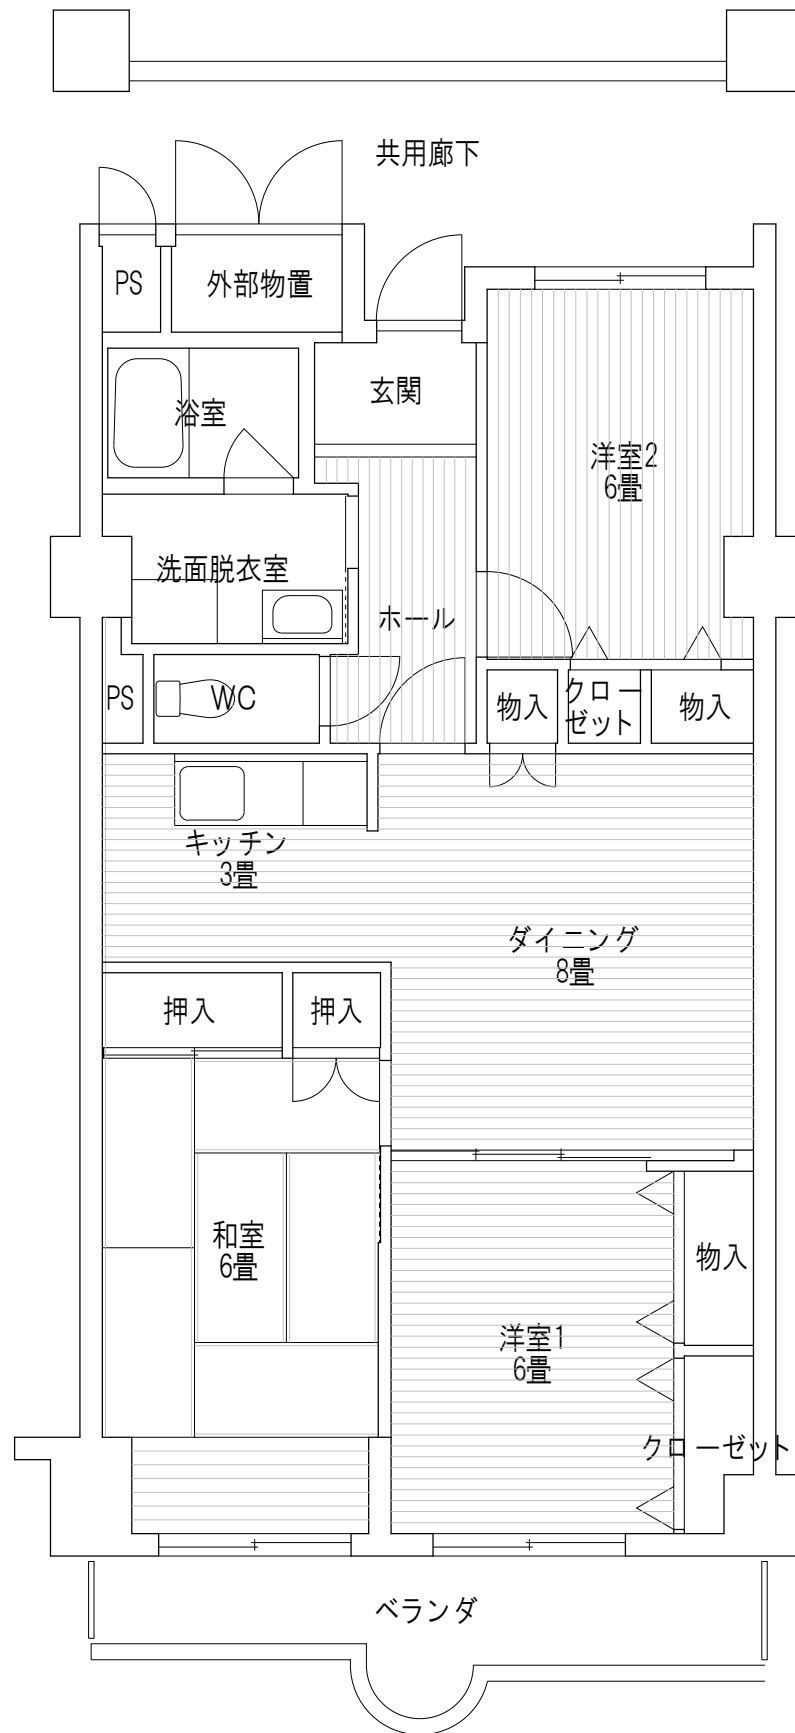 共用廊下
PS
外部物置
玄関
浴室
洋室2
6畳
洗面脱衣室
ホール
PS
WC
物入
クロー
ゼット
物入
キッチン
3畳
ダイニング
8畳
押入
押入
和室
6畳
物入
洋室1
6畳
クローゼット
ベランダ